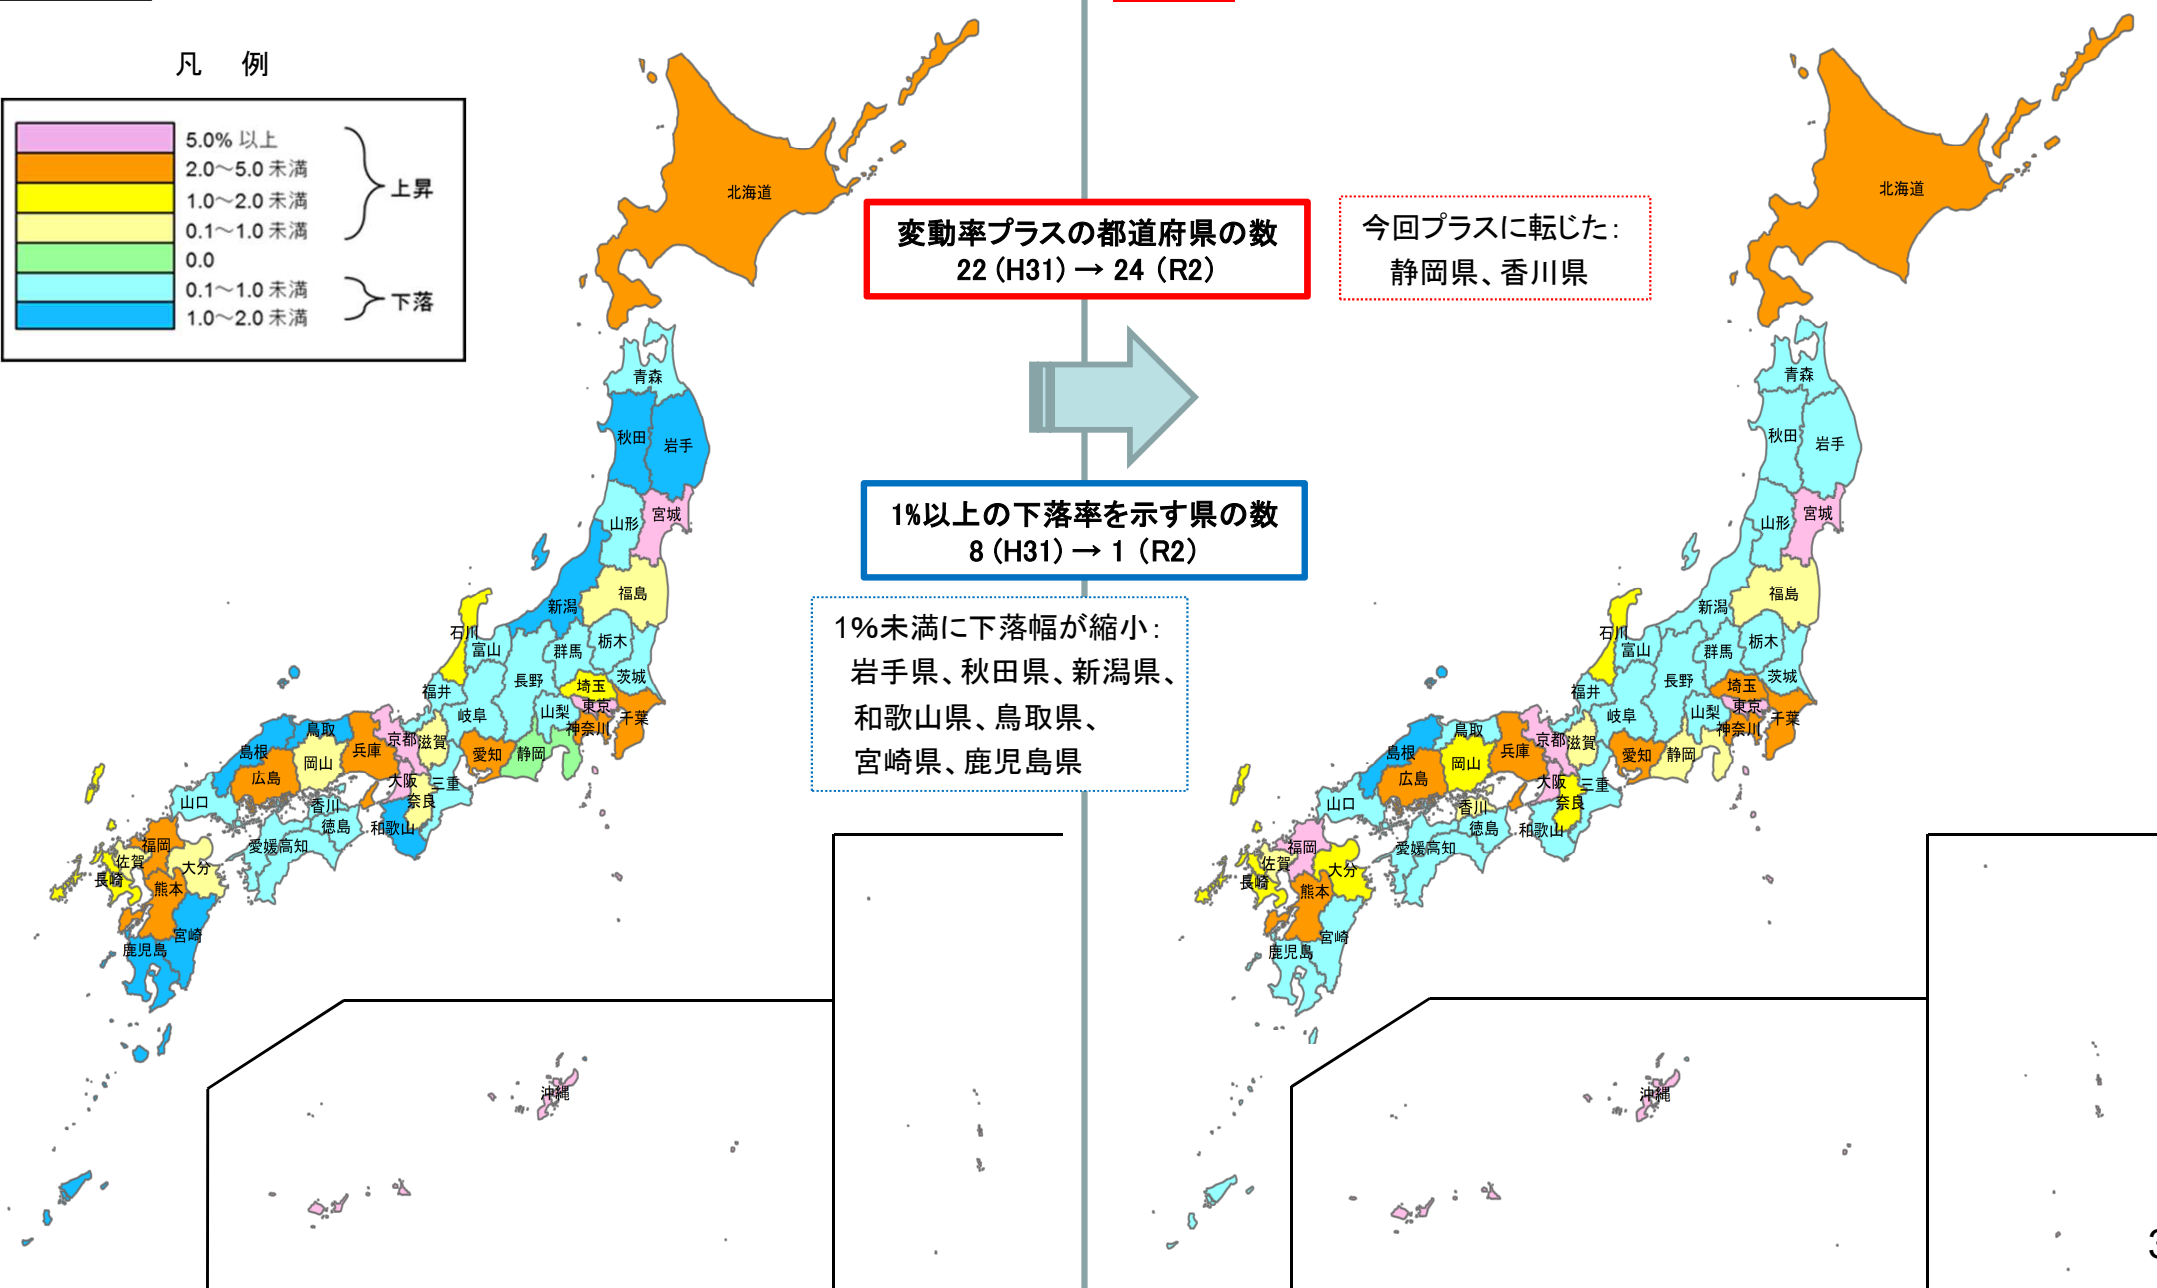 凡 例
5.0% 以上
2.0～5.0 未満
1.0～2.0 未満
0.1～1.0 未満
0.0
0.1～1.0 未満
1.0～2.0 未満
上昇
下落
北海道
青森
秋田
岩手
山形
宮城
新潟
福島
石川
富山
群馬
栃木
茨城
長野
埼玉
福井
岐阜
山梨
東京
千葉
神奈川
鳥取
島根
兵庫
京都
滋賀
愛知
静岡
岡山
広島
大阪
三重
山口
香川
奈良
徳島
和歌山
愛媛
高知
福岡
佐賀
大分
長崎
熊本
宮崎
鹿児島
沖縄
変動率プラスの都道府県の数
22 (H31) → 24 (R2)
今回プラスに転じた：
静岡県、香川県
1%以上の下落率を示す県の数
8 (H31) → 1 (R2)
1%未満に下落幅が縮小：
岩手県、秋田県、新潟県、
和歌山県、鳥取県、
宮崎県、鹿児島県
北海道
青森
秋田
岩手
山形
宮城
新潟
福島
石川
富山
群馬
栃木
茨城
長野
埼玉
福井
岐阜
山梨
東京
千葉
神奈川
鳥取
島根
兵庫
京都
滋賀
愛知
静岡
岡山
広島
大阪
三重
山口
香川
奈良
徳島
和歌山
愛媛
高知
福岡
佐賀
大分
長崎
熊本
宮崎
鹿児島
沖縄